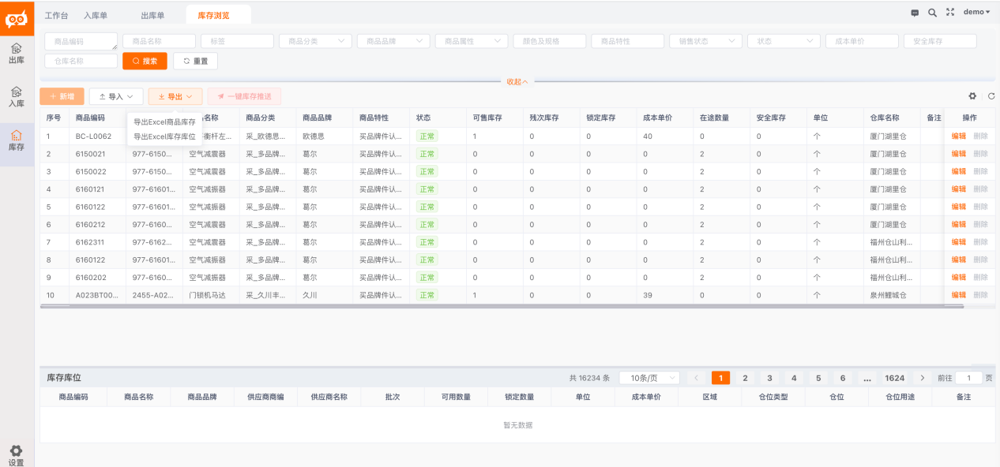 工作台 入库单 出库单 库存浏览 demo
商品编码 商品名称 标签 商品分类 商品品牌 商品属性 颜色及规格 商品特性 销售状态 状态 成本单价 安全库存
仓库名称 搜索 重置
收起
新增 导入 导出 一键库存推送
导出Excel商品库存
导出Excel库存库位
出库
入库
库存
设置
序号 商品编码 名称 商品分类 商品品牌 商品特性 状态 可售库存 残次库存 锁定库存 成本单价 在途数量 安全库存 单位 仓库名称 备注 操作
1 BC-L0062 衡杆左... 采_欧德思... 欧德思 买品牌件认... 正常 1 0 0 40 0 0 个 厦门湖里仓 编辑 删除
2 6150021 977-6150... 空气减震器 采_多品牌... 葛尔 买品牌件认... 正常 0 0 0 0 2 0 个 厦门湖里仓 编辑 删除
3 6150022 977-6150... 空气减震器 采_多品牌... 葛尔 买品牌件认... 正常 0 0 0 0 2 0 个 厦门湖里仓 编辑 删除
4 6160121 977-61601... 空气减振器 采_多品牌... 葛尔 买品牌件认... 正常 0 0 0 0 2 0 个 厦门湖里仓 编辑 删除
5 6160122 977-61601... 空气减振器 采_多品牌... 葛尔 买品牌件认... 正常 0 0 0 0 2 0 个 厦门湖里仓 编辑 删除
6 6160212 977-6160... 空气减震器 采_多品牌... 葛尔 买品牌件认... 正常 0 0 0 0 2 0 个 厦门湖里仓 编辑 删除
7 6162311 977-6162... 空气减震器 采_多品牌... 葛尔 买品牌件认... 正常 0 0 0 0 2 0 个 福州仓山利... 编辑 删除
8 6160122 977-61601... 空气减振器 采_多品牌... 葛尔 买品牌件认... 正常 0 0 0 0 2 0 个 福州仓山利... 编辑 删除
9 6160202 977-6160... 空气减振器 采_多品牌... 葛尔 买品牌件认... 正常 0 0 0 0 2 0 个 福州仓山利... 编辑 删除
10 A023BT00... 2455-A02... 门锁机马达 采_久川丰... 久川 买品牌件认... 正常 1 0 0 39 0 0 个 泉州鲤城仓 编辑 删除
库存库位 共 16234 条 10条/页 1 2 3 4 5 6 ... 1624 前往 1 页
商品编码 商品名称 商品品牌 供应商商编 供应商名称 批次 可用数量 锁定数量 单位 成本单价 区域 仓位类型 仓位 仓位用途 备注
暂无数据